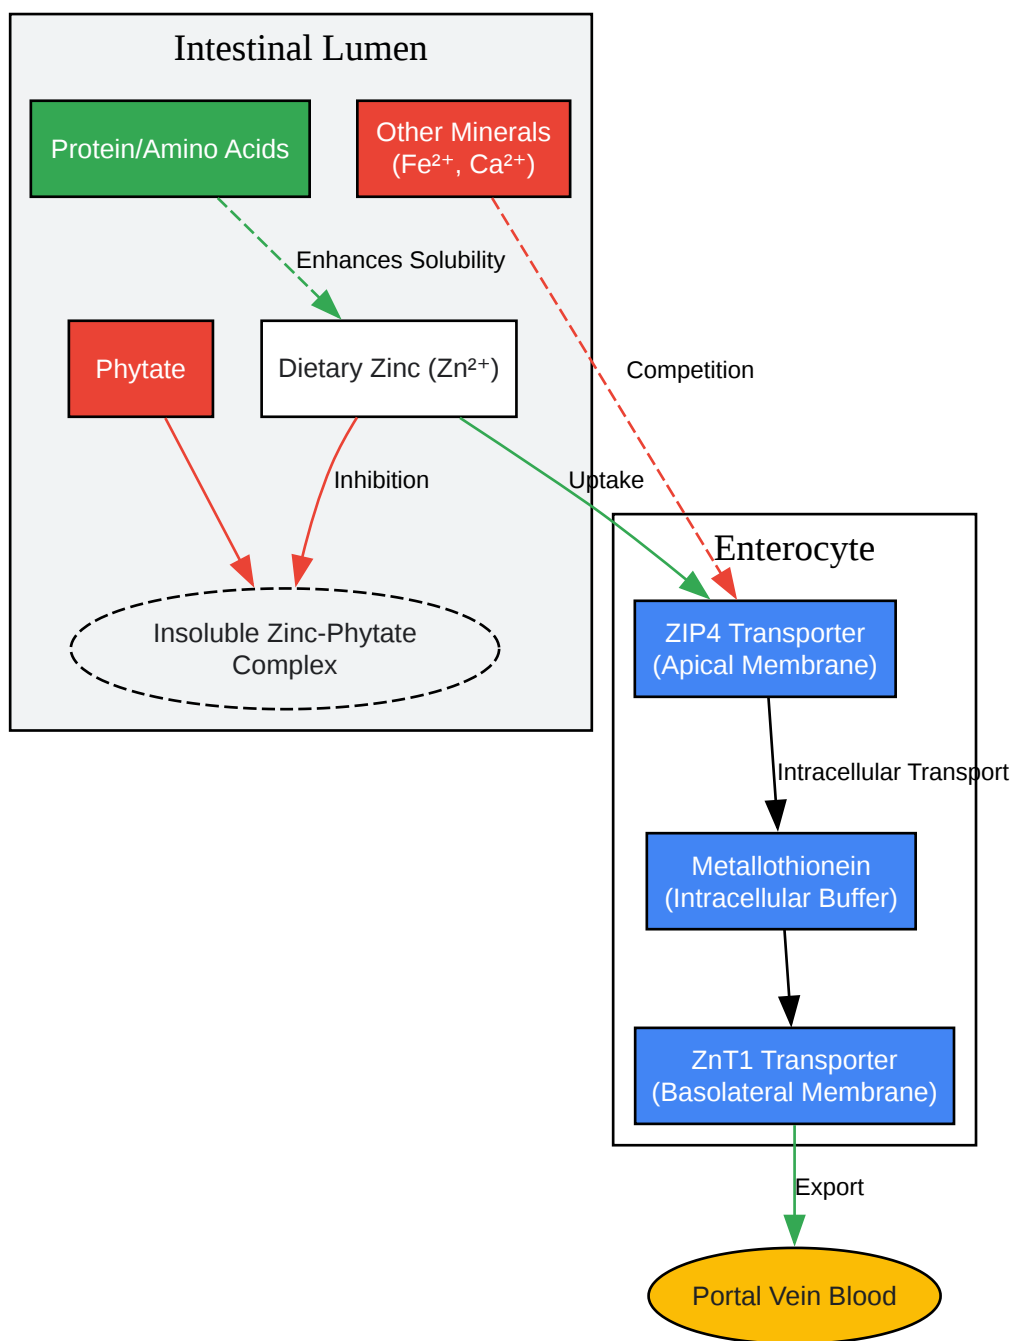 Intestinal Lumen
Protein/Amino Acids
Other Minerals
(Fe²⁺, Ca²⁺)
Enhances Solubility
Phytate
Dietary Zinc (Zn²⁺)
Competition
Inhibition
Uptake
Enterocyte
Insoluble Zinc-Phytate
Complex
ZIP4 Transporter
(Apical Membrane)
Intracellular Transport
Metallothionein
(Intracellular Buffer)
ZnT1 Transporter
(Basolateral Membrane)
Export
Portal Vein Blood